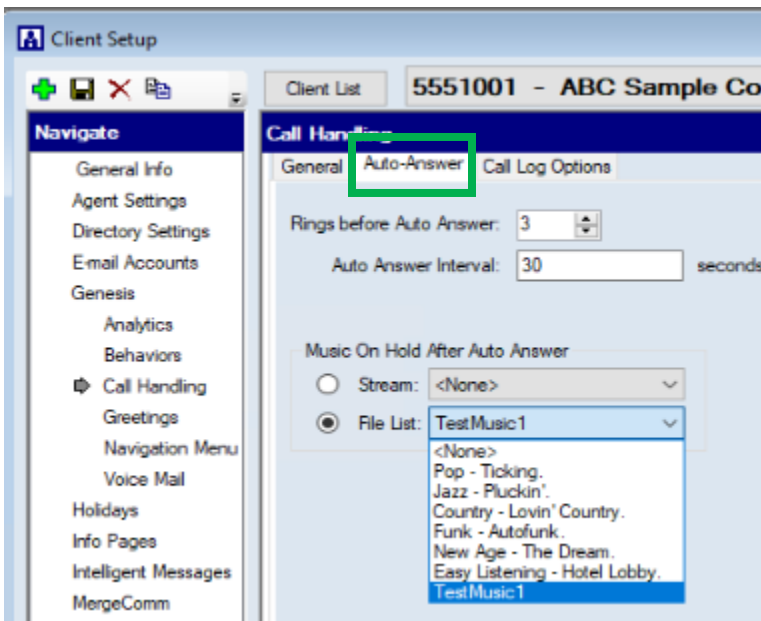 Client Setup
Client List
5551001 - ABC Sample Co
Navigate
General Info
Agent Settings
Directory Settings
E-mail Accounts
Genesis
Analytics
Behaviors
Call Handling
Greetings
Navigation Menu
Voice Mail
Holidays
Info Pages
Intelligent Messages
MergeComm
Call Handling
General Auto-Answer Call Log Options
Rings before Auto Answer: 3
Auto Answer Interval: 30 seconds
Music On Hold After Auto Answer
Stream: <None>
File List: TestMusic1
<None>
Pop - Ticking.
Jazz - Pluckin'.
Country - Lovin' Country.
Funk - Autofunk.
New Age - The Dream.
Easy Listening - Hotel Lobby.
TestMusic1